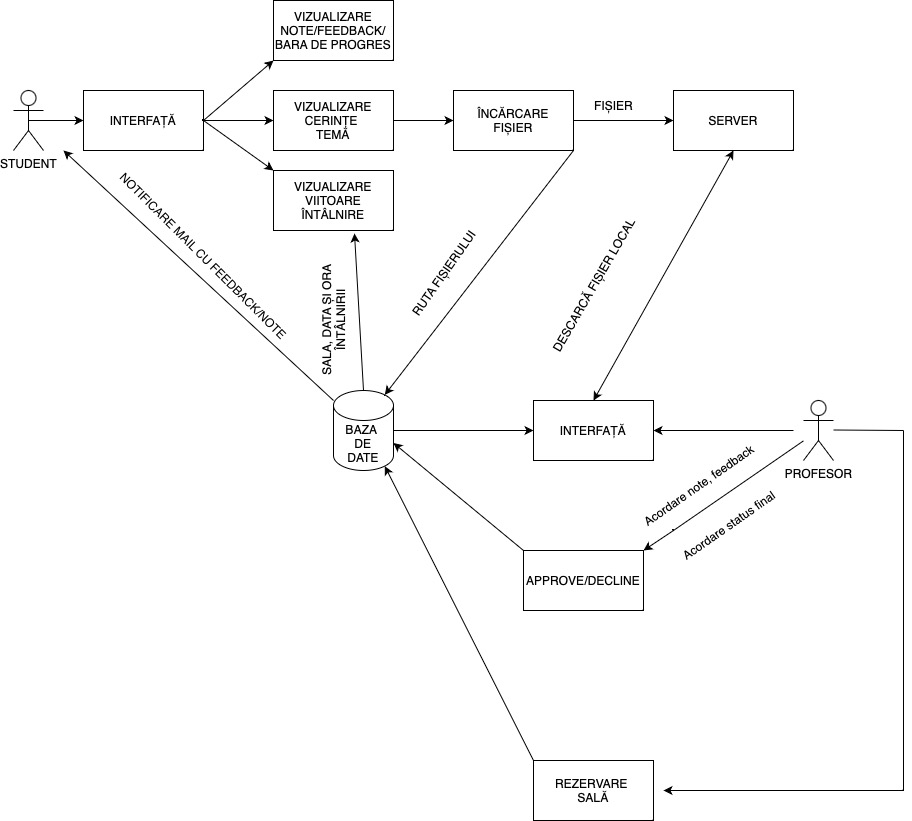 VIZUALIZARE
NOTE/FEEDBACK/
BARA DE PROGRES
STUDENT
INTERFAȚĂ
VIZUALIZARE
CERINȚE
TEMĂ
ÎNCĂRCARE
FIȘIER
FIȘIER
SERVER
VIZUALIZARE
VIITOARE
ÎNTÂLNIRE
NOTIFICARE MAIL CU FEEDBACK/NOTE
SALA, DATA ȘI ORA
ÎNTÂLNIRII
RUTA FIȘIERULUI
DESCARCĂ FIȘIER LOCAL
BAZA
DE
DATE
INTERFAȚĂ
PROFESOR
Acordare note, feedback
Acordare status final
APPROVE/DECLINE
REZERVARE
SALĂ